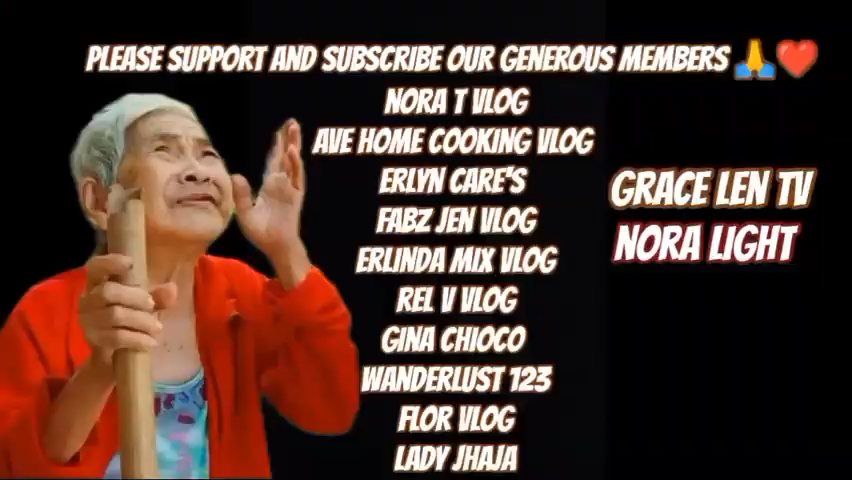 PLEASE SUPPORT AND SUBSCRIBE OUR GENEROUS MEMBERS 🙏❤️
NORA T VLOG
AVE HOME COOKING VLOG
ERLYN CARE'S
FABZ JEN VLOG
ERLINDA MIX VLOG
REL V VLOG
GINA CHIOCO
WANDERLUST 123
FLOR VLOG
LADY JHAJA
GRACE LEN TV
NORA LIGHT